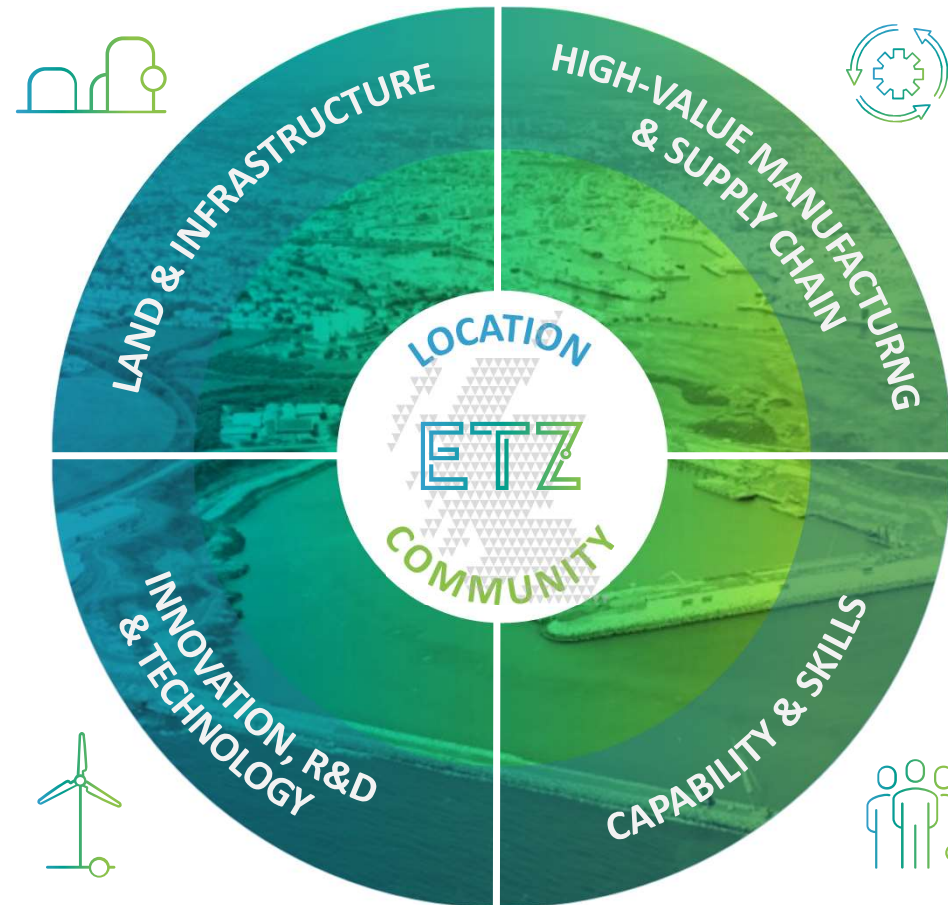 LAND & INFRASTRUCTURE
HIGH-VALUE MANUFACTURNG
& SUPPLY CHAIN
LOCATION
ETZ
COMMUNITY
INNOVATION, R&D
& TECHNOLOGY
CAPABILITY & SKILLS